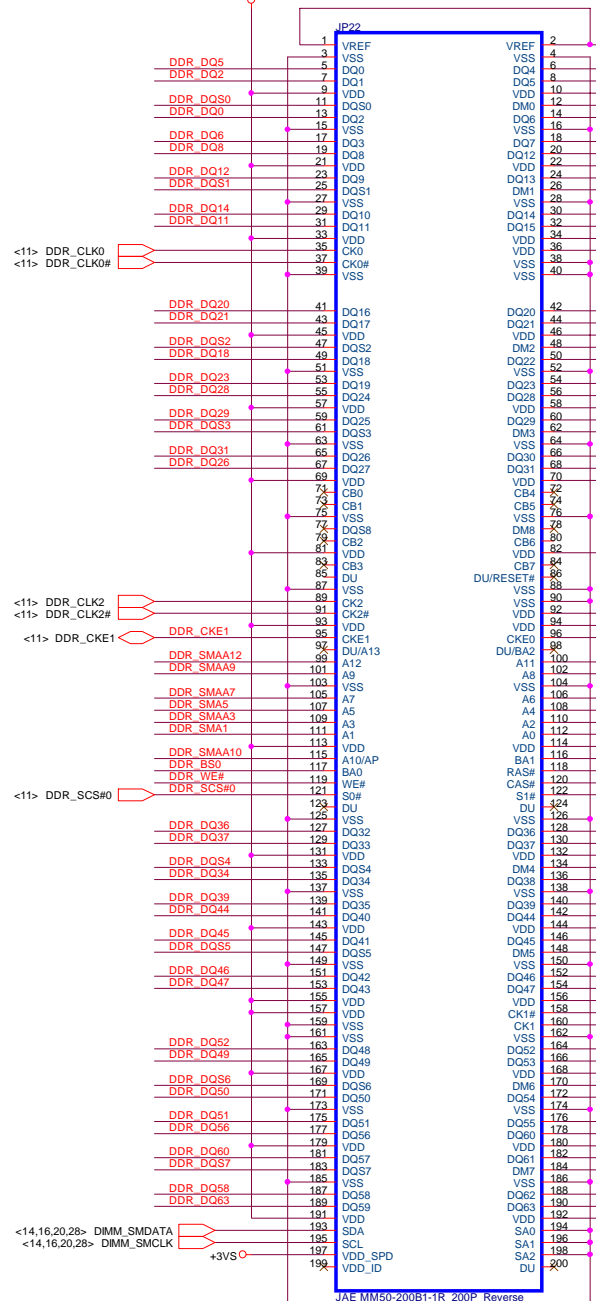 JP22
1 VREF VREF 2
3 VSS VSS 4
DDR_DQ5 5 DQ0 DQ4 6
DDR_DQ2 7 DQ1 DQ5 8
9 VDD VDD 10
DDR_DQS0 11 DQS0 DM0 12
DDR_DQ0 13 DQ2 DQ6 14
15 VSS VSS 16
DDR_DQ6 17 DQ3 DQ7 18
DDR_DQ8 19 DQ8 DQ12 20
21 VDD VDD 22
DDR_DQ12 23 DQ9 DQ13 24
DDR_DQS1 25 DQS1 DM1 26
27 VSS VSS 28
DDR_DQ14 29 DQ10 DQ14 30
DDR_DQ11 31 DQ11 DQ15 32
33 VDD VDD 34
<11> DDR_CLK0 35 CK0 VDD 36
<11> DDR_CLK0# 37 CK0# VSS 38
39 VSS VSS 40
DDR_DQ20 41 DQ16 DQ20 42
DDR_DQ21 43 DQ17 DQ21 44
45 VDD VDD 46
DDR_DQS2 47 DQS2 DM2 48
DDR_DQ18 49 DQ18 DQ22 50
51 VSS VSS 52
DDR_DQ23 53 DQ19 DQ23 54
DDR_DQ28 55 DQ24 DQ28 56
57 VDD VDD 58
DDR_DQ29 59 DQ25 DQ29 60
DDR_DQS3 61 DQS3 DM3 62
63 VSS VSS 64
DDR_DQ31 65 DQ26 DQ30 66
DDR_DQ26 67 DQ27 DQ31 68
69 VDD VDD 70
71 CB0 CB4 72
73 CB1 CB5 74
75 VSS VSS 76
77 DQS8 DM8 78
79 CB2 CB6 80
81 VDD VDD 82
83 CB3 CB7 84
85 DU DU/RESET# 86
87 VSS VSS 88
<11> DDR_CLK2 89 CK2 VSS 90
<11> DDR_CLK2# 91 CK2# VDD 92
93 VDD VDD 94
<11> DDR_CKE1 DDR_CKE1 95 CKE1 CKE0 96
97 DU/A13 DU/BA2 98
DDR_SMAA12 99 A12 A11 100
DDR_SMAA9 101 A9 A8 102
103 VSS VSS 104
DDR_SMAA7 105 A7 A6 106
DDR_SMA5 107 A5 A4 108
DDR_SMAA3 109 A3 A2 110
DDR_SMA1 111 A1 A0 112
113 VDD VDD 114
DDR_SMAA10 115 A10/AP BA1 116
DDR_BS0 117 BA0 RAS# 118
DDR_WE# 119 WE# CAS# 120
<11> DDR_SCS#0 DDR_SCS#0 121 S0# S1# 122
123 DU DU 124
125 VSS VSS 126
DDR_DQ36 127 DQ32 DQ36 128
DDR_DQ37 129 DQ33 DQ37 130
131 VDD VDD 132
DDR_DQS4 133 DQS4 DM4 134
DDR_DQ34 135 DQ34 DQ38 136
137 VSS VSS 138
DDR_DQ39 139 DQ35 DQ39 140
DDR_DQ44 141 DQ40 DQ44 142
143 VDD VDD 144
DDR_DQ45 145 DQ41 DQ45 146
DDR_DQS5 147 DQS5 DM5 148
149 VSS VSS 150
DDR_DQ46 151 DQ42 DQ46 152
DDR_DQ47 153 DQ43 DQ47 154
155 VDD VDD 156
157 VDD CK1# 158
159 VSS CK1 160
161 VSS VSS 162
DDR_DQ52 163 DQ48 DQ52 164
DDR_DQ49 165 DQ49 DQ53 166
167 VDD VDD 168
DDR_DQS6 169 DQS6 DM6 170
DDR_DQ50 171 DQ50 DQ54 172
173 VSS VSS 174
DDR_DQ51 175 DQ51 DQ55 176
DDR_DQ56 177 DQ56 DQ60 178
179 VDD VDD 180
DDR_DQ60 181 DQ57 DQ61 182
DDR_DQS7 183 DQS7 DM7 184
185 VSS VSS 186
DDR_DQ58 187 DQ58 DQ62 188
DDR_DQ63 189 DQ59 DQ63 190
191 VDD VDD 192
<14,16,20,28> DIMM_SMDATA 193 SDA SA0 194
<14,16,20,28> DIMM_SMCLK 195 SCL SA1 196
+3VS 197 VDD_SPD SA2 198
199 VDD_ID DU 200
JAE MM50-200B1-1R_200P_Reverse